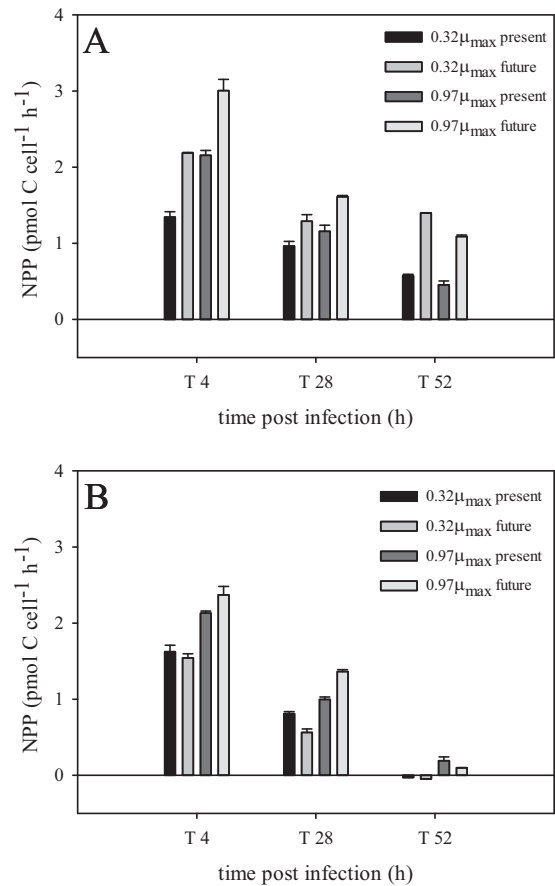 A
0.32μmax present
0.32μmax future
0.97μmax present
0.97μmax future
NPP (pmol C cell-1 h-1)
4
3
2
1
0
T 4
T 28
T 52
time post infection (h)
B
0.32μmax present
0.32μmax future
0.97μmax present
0.97μmax future
NPP (pmol C cell-1 h-1)
4
3
2
1
0
T 4
T 28
T 52
time post infection (h)